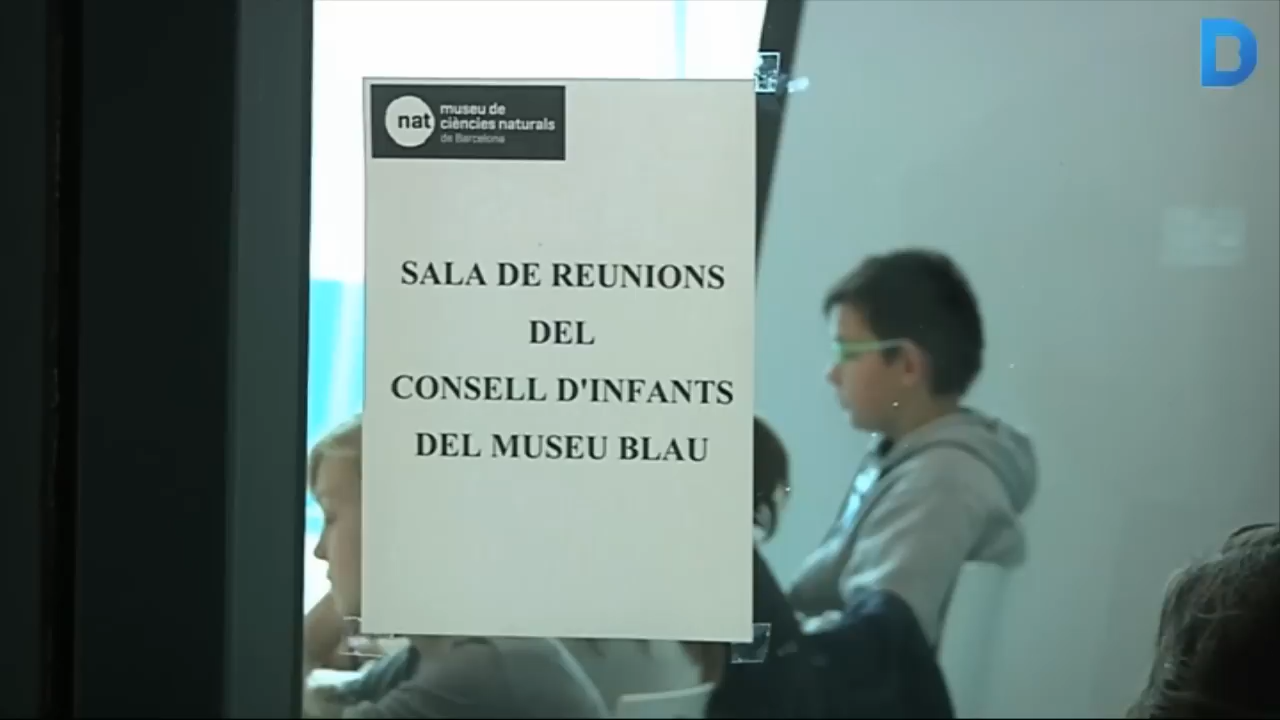 nat
museu de
ciències naturals
de Barcelona
SALA DE REUNIONS
DEL
CONSELL D'INFANTS
DEL MUSEU BLAU
B